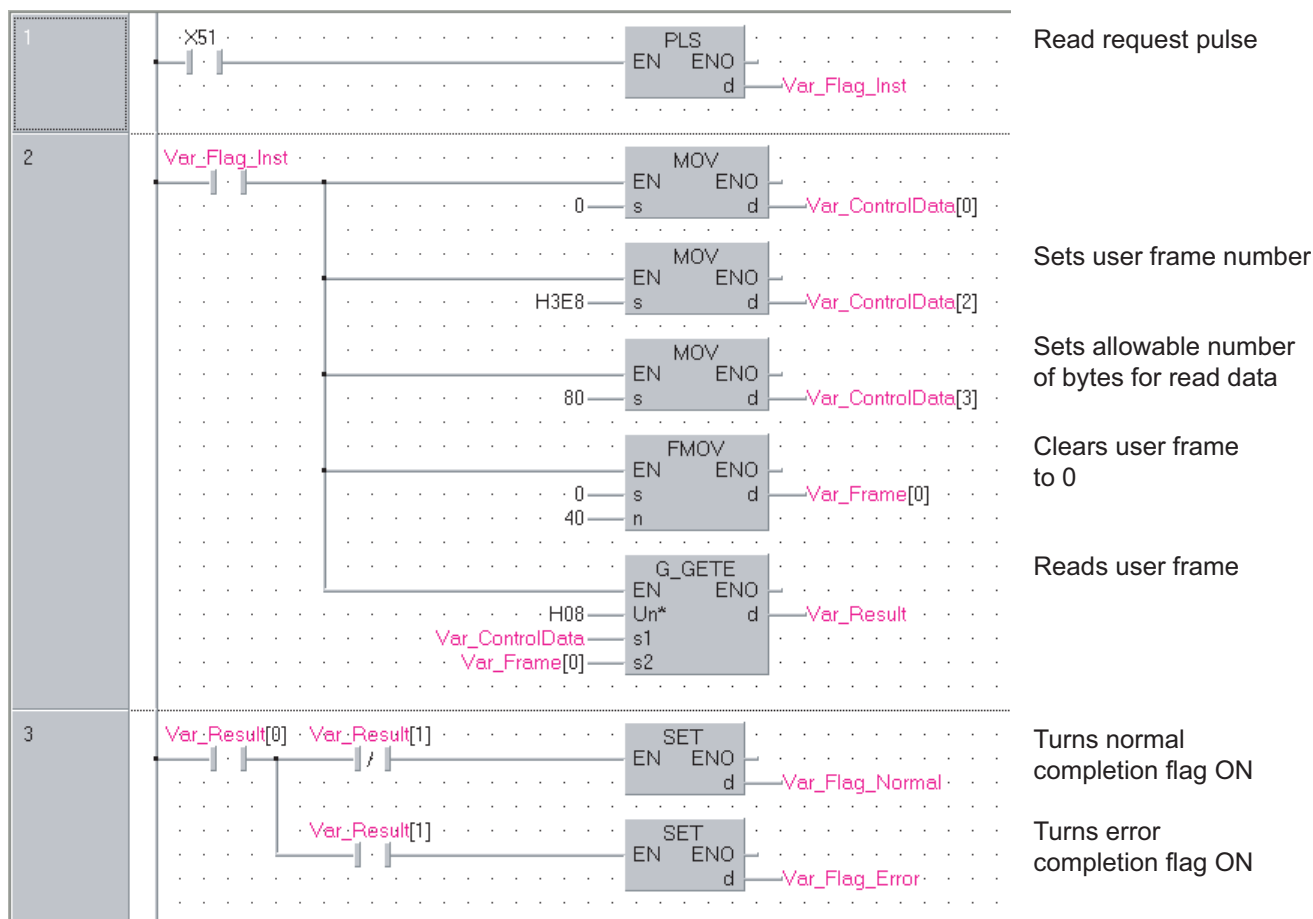 1
X51
PLS
EN ENO
d
Var_Flag_Inst
Read request pulse
2
Var_Flag_Inst
MOV
EN ENO
0 s d Var_ControlData[0]
MOV
EN ENO
H3E8 s d Var_ControlData[2]
Sets user frame number
MOV
EN ENO
80 s d Var_ControlData[3]
Sets allowable number
of bytes for read data
FMOV
EN ENO
0 s d Var_Frame[0]
40 n
Clears user frame
to 0
G_GETE
EN ENO
H08 Un* d Var_Result
Var_ControlData s1
Var_Frame[0] s2
Reads user frame
3
Var_Result[0] Var_Result[1]
SET
EN ENO
d Var_Flag_Normal
Turns normal
completion flag ON
Var_Result[1]
SET
EN ENO
d Var_Flag_Error
Turns error
completion flag ON